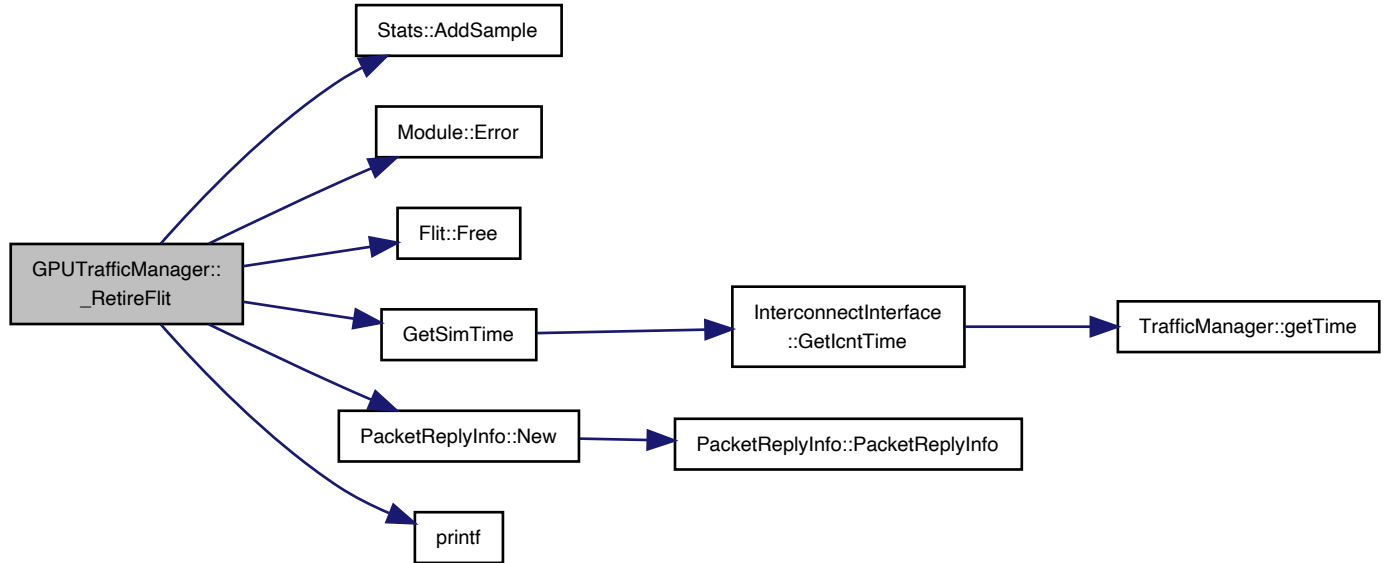 Stats::AddSample
Module::Error
Flit::Free
GPUTrafficManager::
_RetireFlit
GetSimTime
InterconnectInterface
::GetIcntTime
TrafficManager::getTime
PacketReplyInfo::New
PacketReplyInfo::PacketReplyInfo
printf